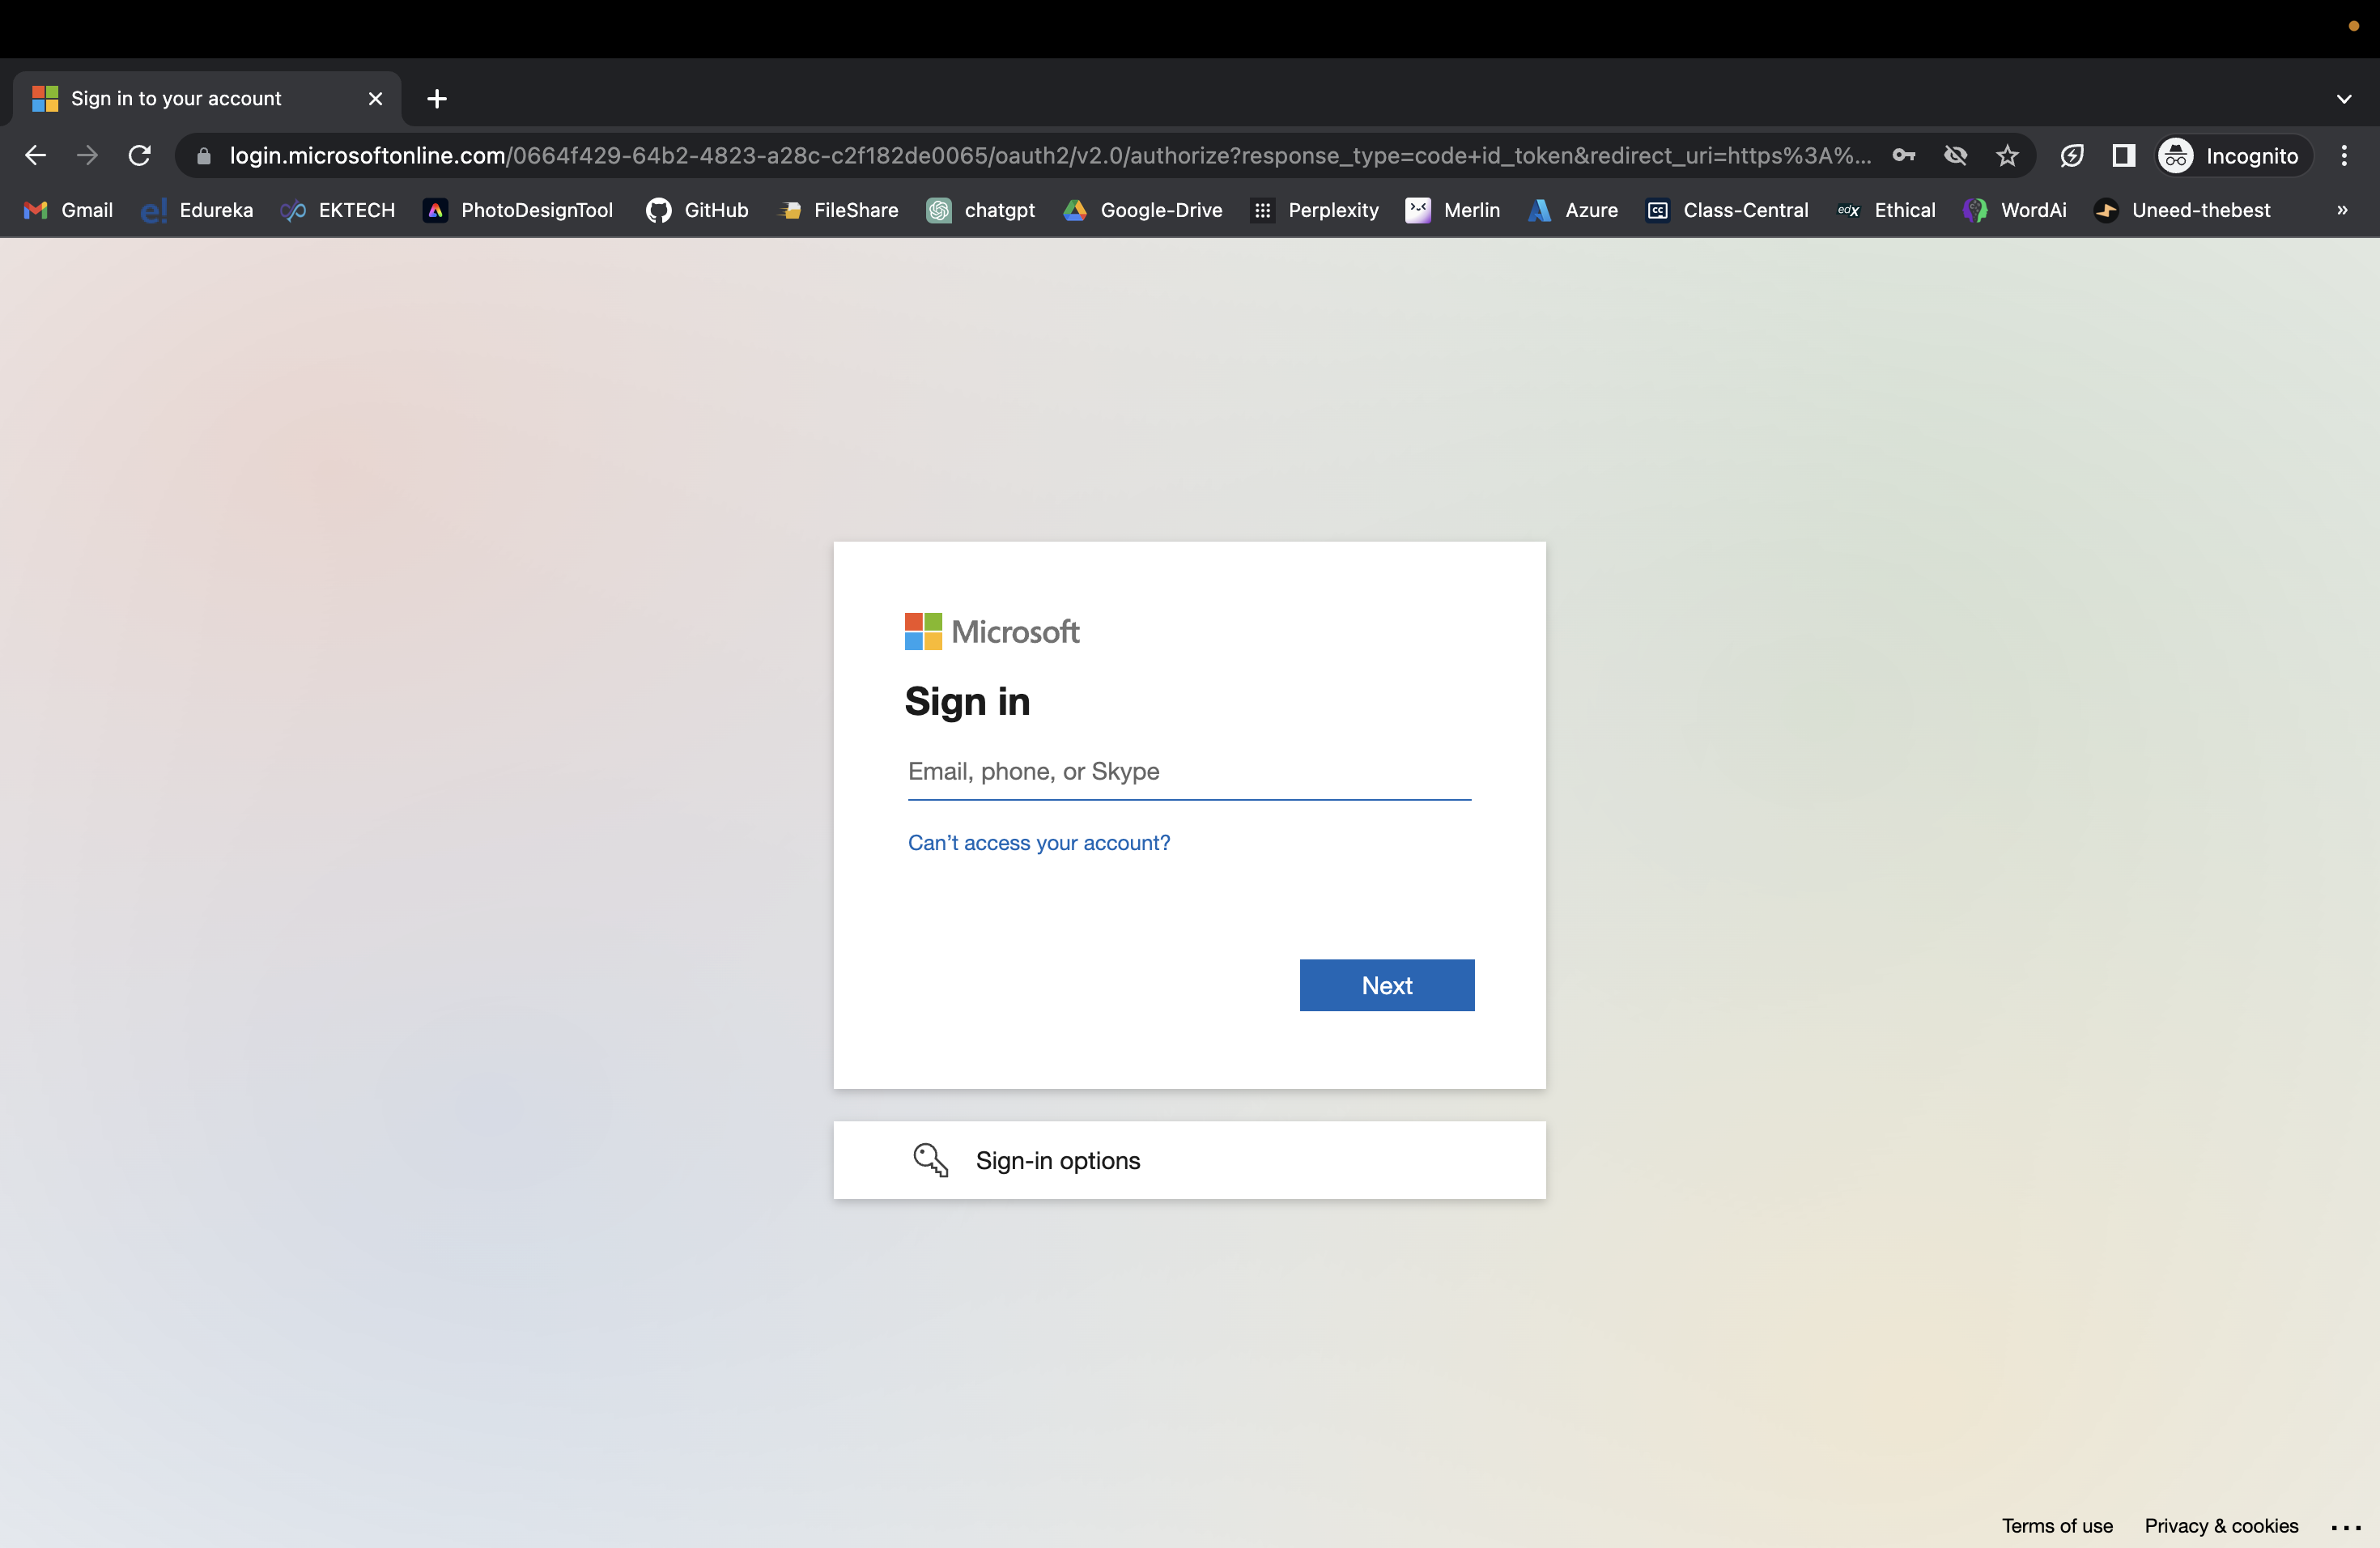 Sign in to your account
login.microsoftonline.com/0664f429-64b2-4823-a28c-c2f182de0065/oauth2/v2.0/authorize?response_type=code+id_token&redirect_uri=https%3A%...
Incognito
Gmail e! Edureka EKTECH PhotoDesignTool GitHub FileShare chatgpt Google-Drive Perplexity Merlin Azure CC Class-Central edX Ethical WordAi Uneed-thebest »
Microsoft
Sign in
Email, phone, or Skype
Can't access your account?
Next
Sign-in options
Terms of use Privacy & cookies ...